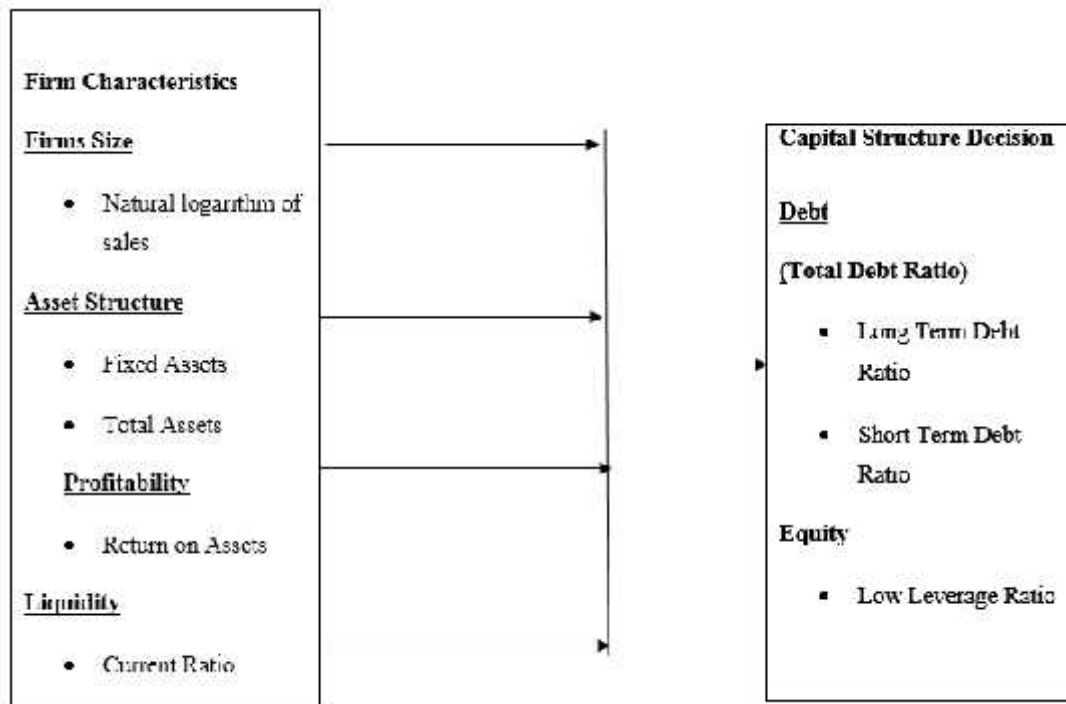 Firm Characteristics
Firms Size
• Natural logarithm of
sales
Asset Structure
• Fixed Assets
• Total Assets
Profitability
• Return on Assets
Liquidity
• Current Ratio
Capital Structure Decision
Debt
(Total Debt Ratio)
• Long Term Debt
Ratio
• Short Term Debt
Ratio
Equity
• Low Leverage Ratio